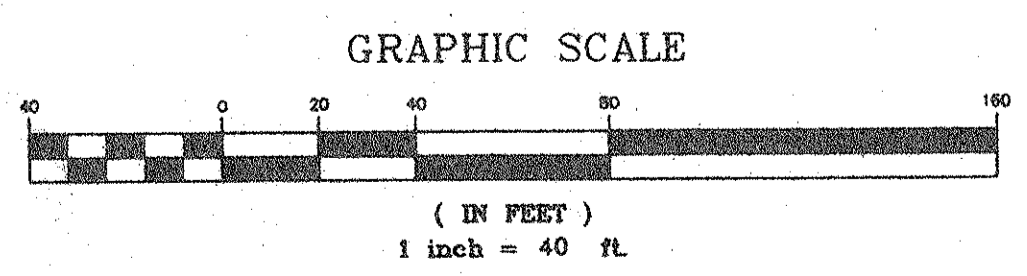 GRAPHIC SCALE
40 0 20 40 80 160
( IN FEET )
1 inch = 40 ft.